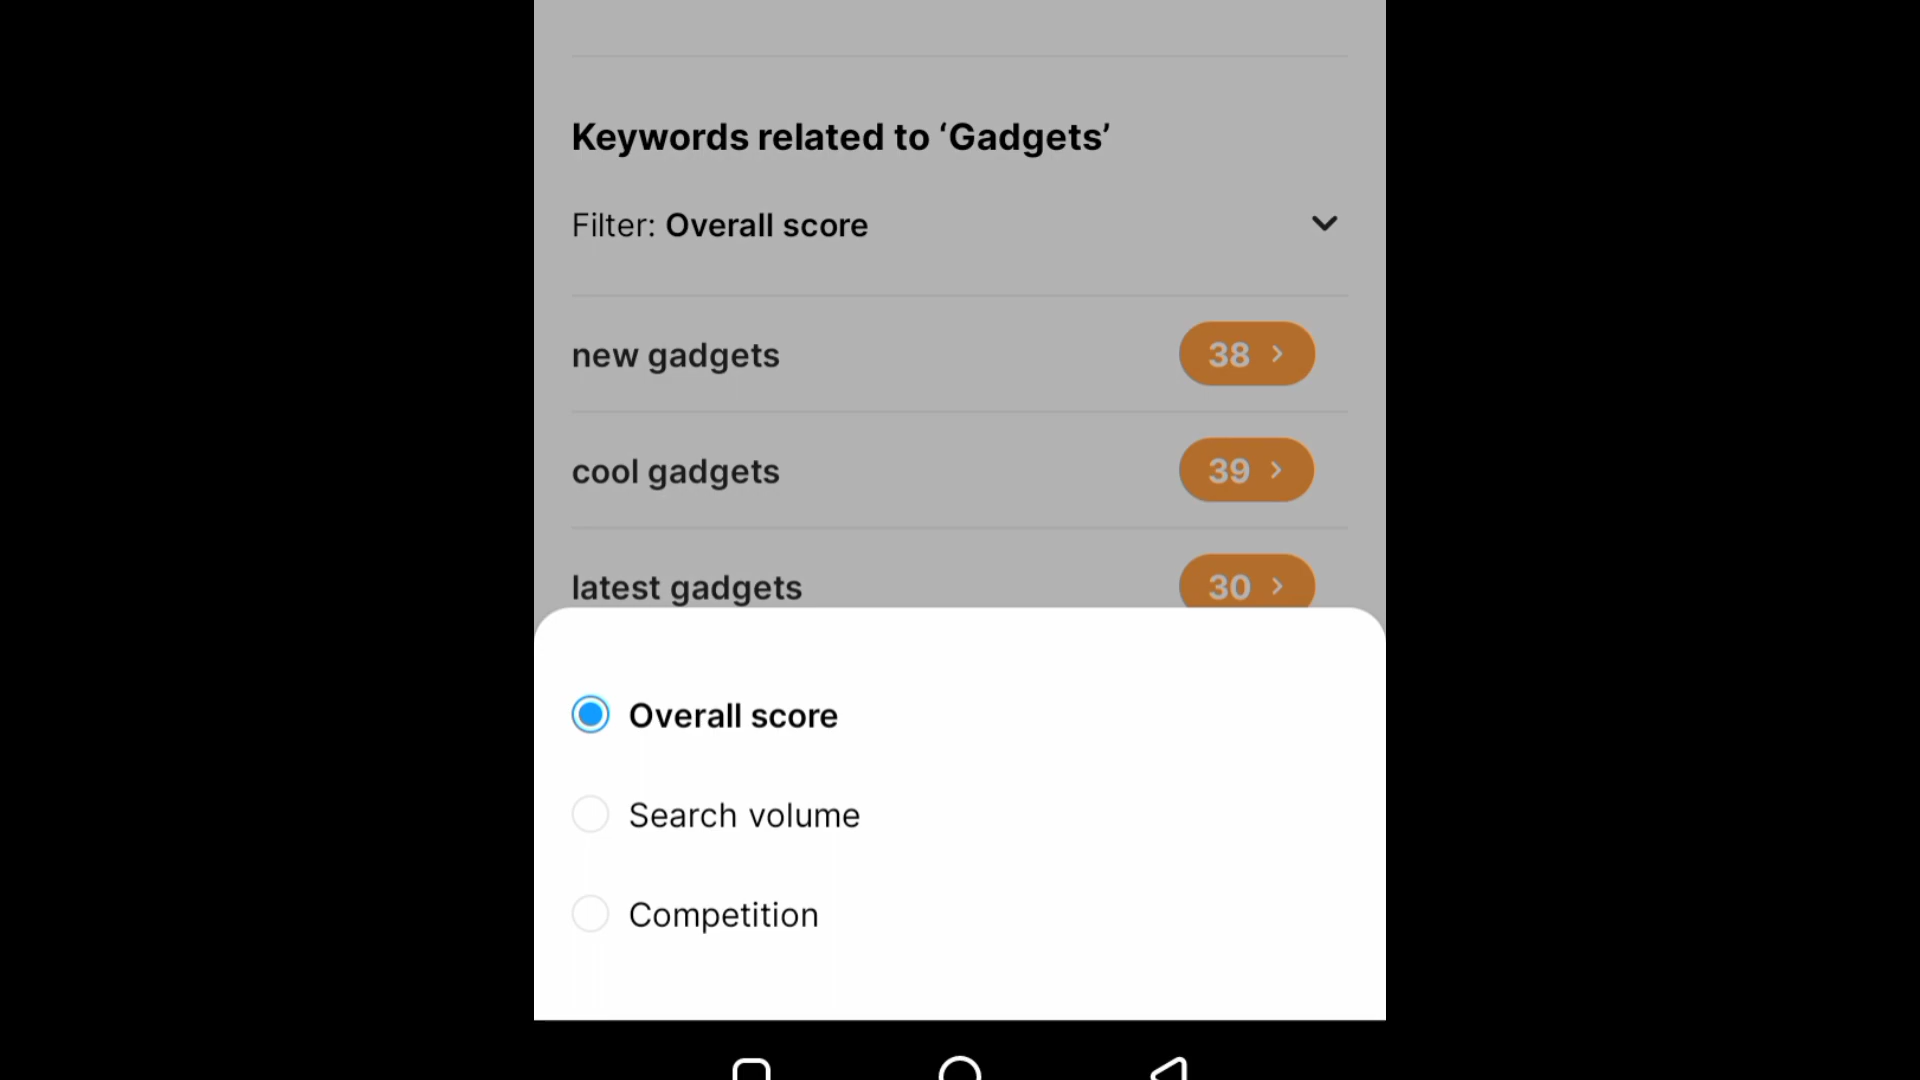 Keywords related to ‘Gadgets’
Filter: Overall score
new gadgets 38
cool gadgets 39
latest gadgets 30
Overall score
Search volume
Competition